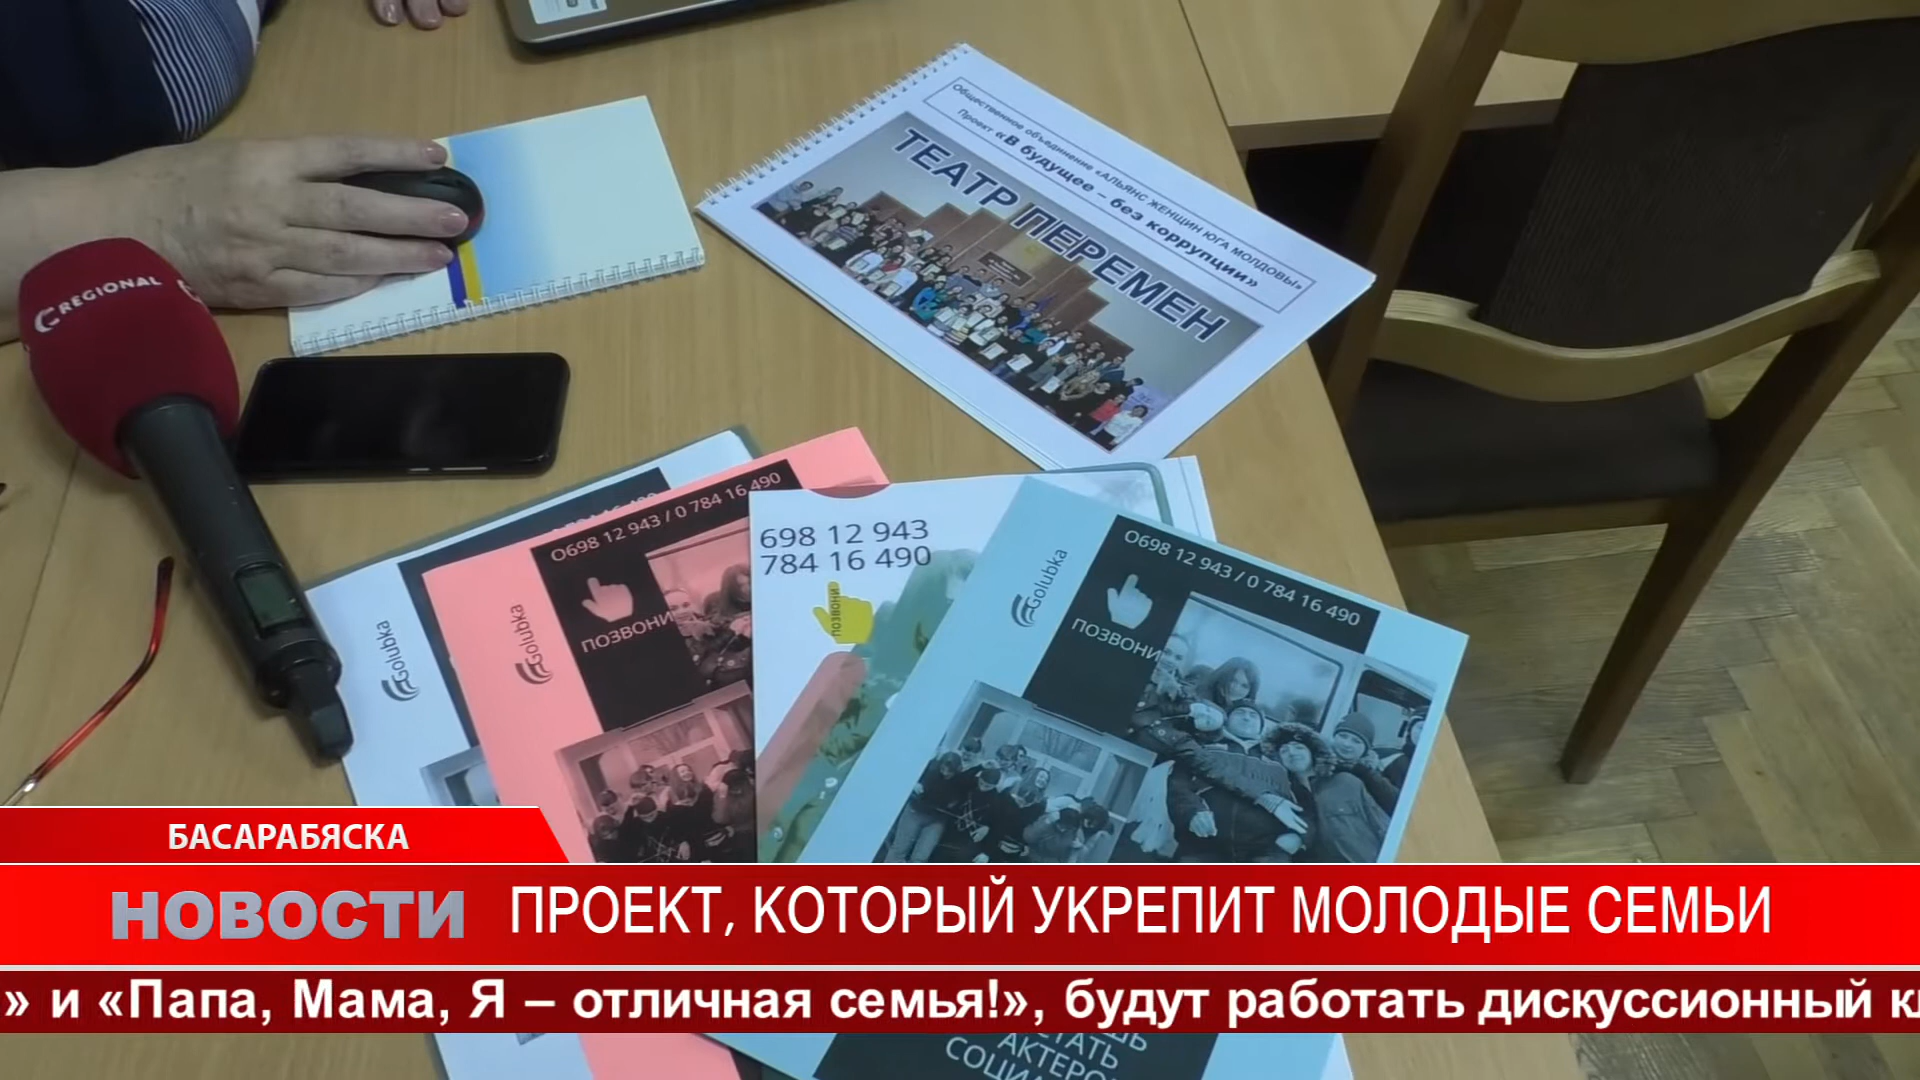 Общественное объединение «АЛЬЯНС ЖЕНЩИН ЮГА МОЛДОВЫ»
Проект «В будущее – без коррупции»
ТЕАТР ПЕРЕМЕН
REGIONAL
0698 12 943 / 0 784 16 490
ПОЗВОНИ
Golubka
698 12 943
784 16 490
ПОЗВОНИ
0698 12 943 / 0 784 16 490
ПОЗВОНИ
Golubka
Golubka
БАСАРАБЯСКА
НОВОСТИ
ПРОЕКТ, КОТОРЫЙ УКРЕПИТ МОЛОДЫЕ СЕМЬИ
» и «Папа, Мама, Я – отличная семья!», будут работать дискуссионный